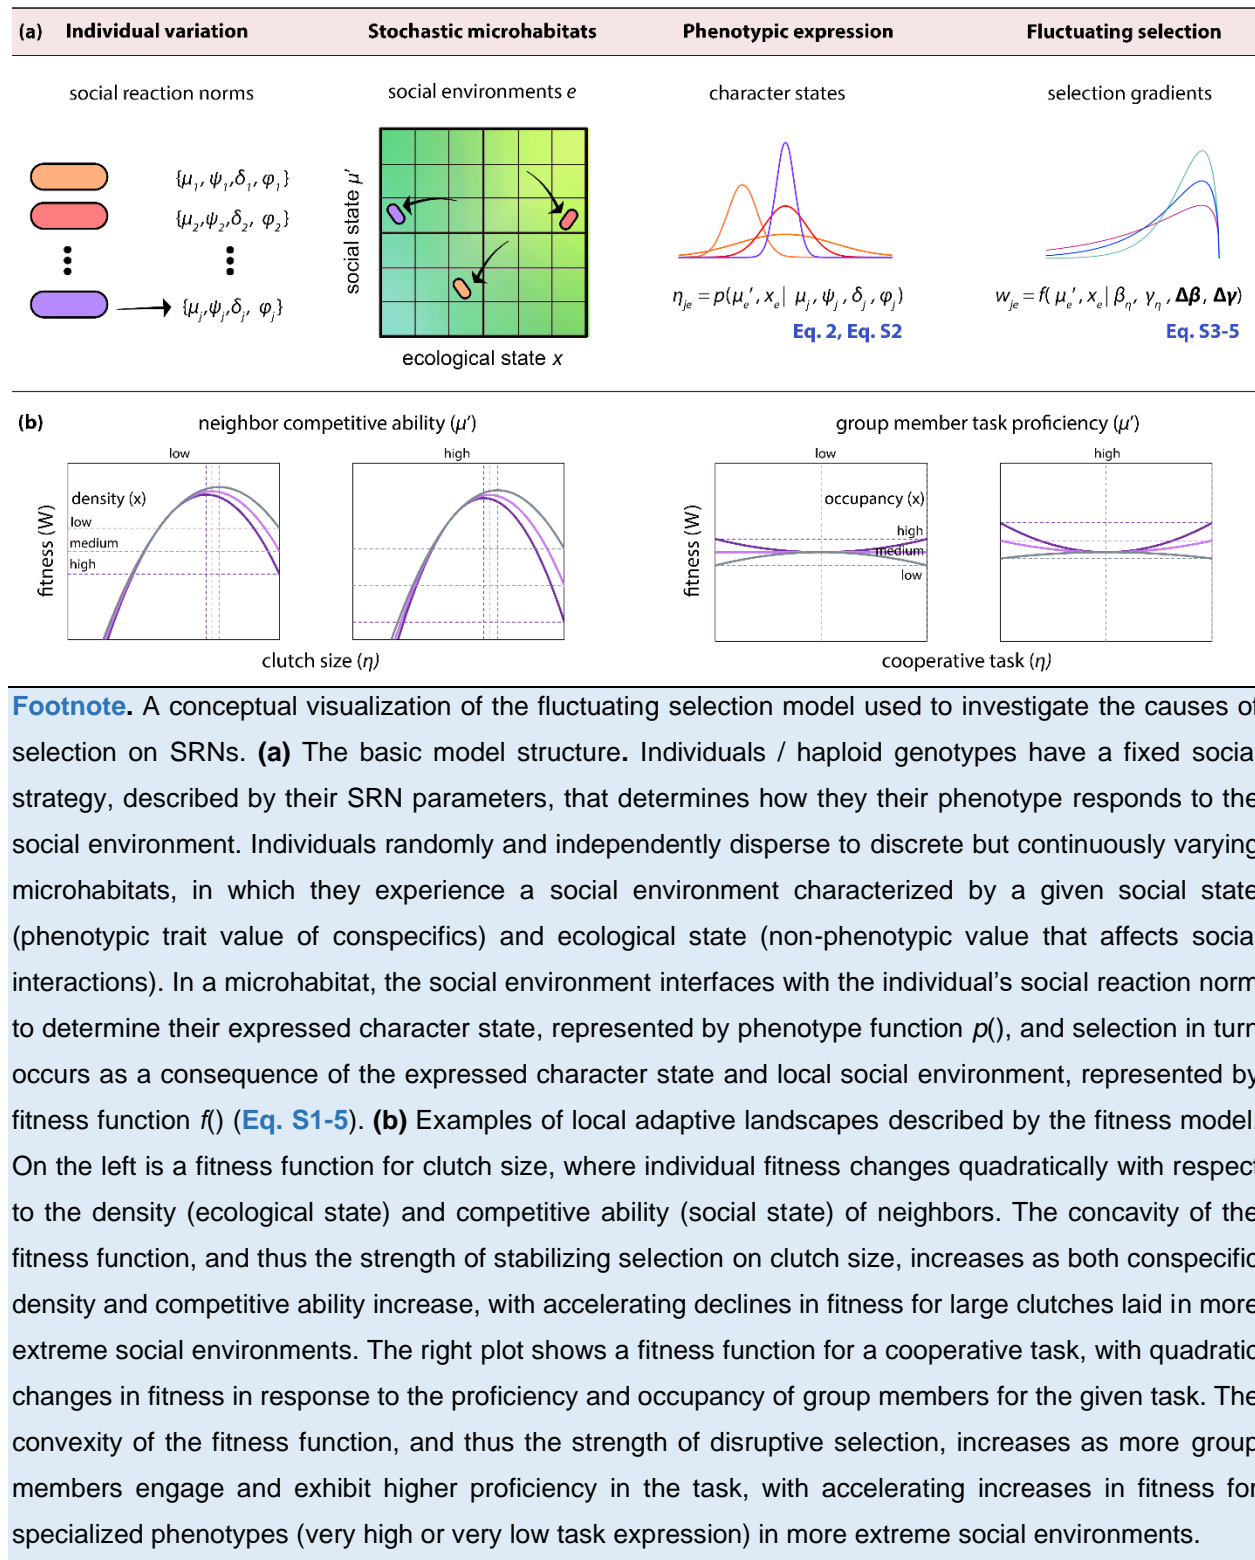 (a) Individual variation Stochastic microhabitats Phenotypic expression Fluctuating selection
social reaction norms social environments e character states selection gradients
{μ1, ψ1,δ1, φ1}
{μ2,ψ2,δ2, φ2}
{μj,ψj,δj, φj}
social state μ'
ecological state x
ηje = p(μe', xe| μj, ψj, δj, φj)
Eq. 2, Eq. S2
wje = f( μe', xe| βη, γη, Δβ, Δγ)
Eq. S3-5
(b) neighbor competitive ability (μ') group member task proficiency (μ')
low high low high
fitness (W)
density (x)
low
medium
high
clutch size (η)
fitness (W)
occupancy (x)
high
medium
low
cooperative task (η)
Footnote. A conceptual visualization of the fluctuating selection model used to investigate the causes of
selection on SRNs. (a) The basic model structure. Individuals / haploid genotypes have a fixed social
strategy, described by their SRN parameters, that determines how they their phenotype responds to the
social environment. Individuals randomly and independently disperse to discrete but continuously varying
microhabitats, in which they experience a social environment characterized by a given social state
(phenotypic trait value of conspecifics) and ecological state (non-phenotypic value that affects social
interactions). In a microhabitat, the social environment interfaces with the individual's social reaction norm
to determine their expressed character state, represented by phenotype function p(), and selection in turn
occurs as a consequence of the expressed character state and local social environment, represented by
fitness function f() (Eq. S1-5). (b) Examples of local adaptive landscapes described by the fitness model.
On the left is a fitness function for clutch size, where individual fitness changes quadratically with respect
to the density (ecological state) and competitive ability (social state) of neighbors. The concavity of the
fitness function, and thus the strength of stabilizing selection on clutch size, increases as both conspecific
density and competitive ability increase, with accelerating declines in fitness for large clutches laid in more
extreme social environments. The right plot shows a fitness function for a cooperative task, with quadratic
changes in fitness in response to the proficiency and occupancy of group members for the given task. The
convexity of the fitness function, and thus the strength of disruptive selection, increases as more group
members engage and exhibit higher proficiency in the task, with accelerating increases in fitness for
specialized phenotypes (very high or very low task expression) in more extreme social environments.